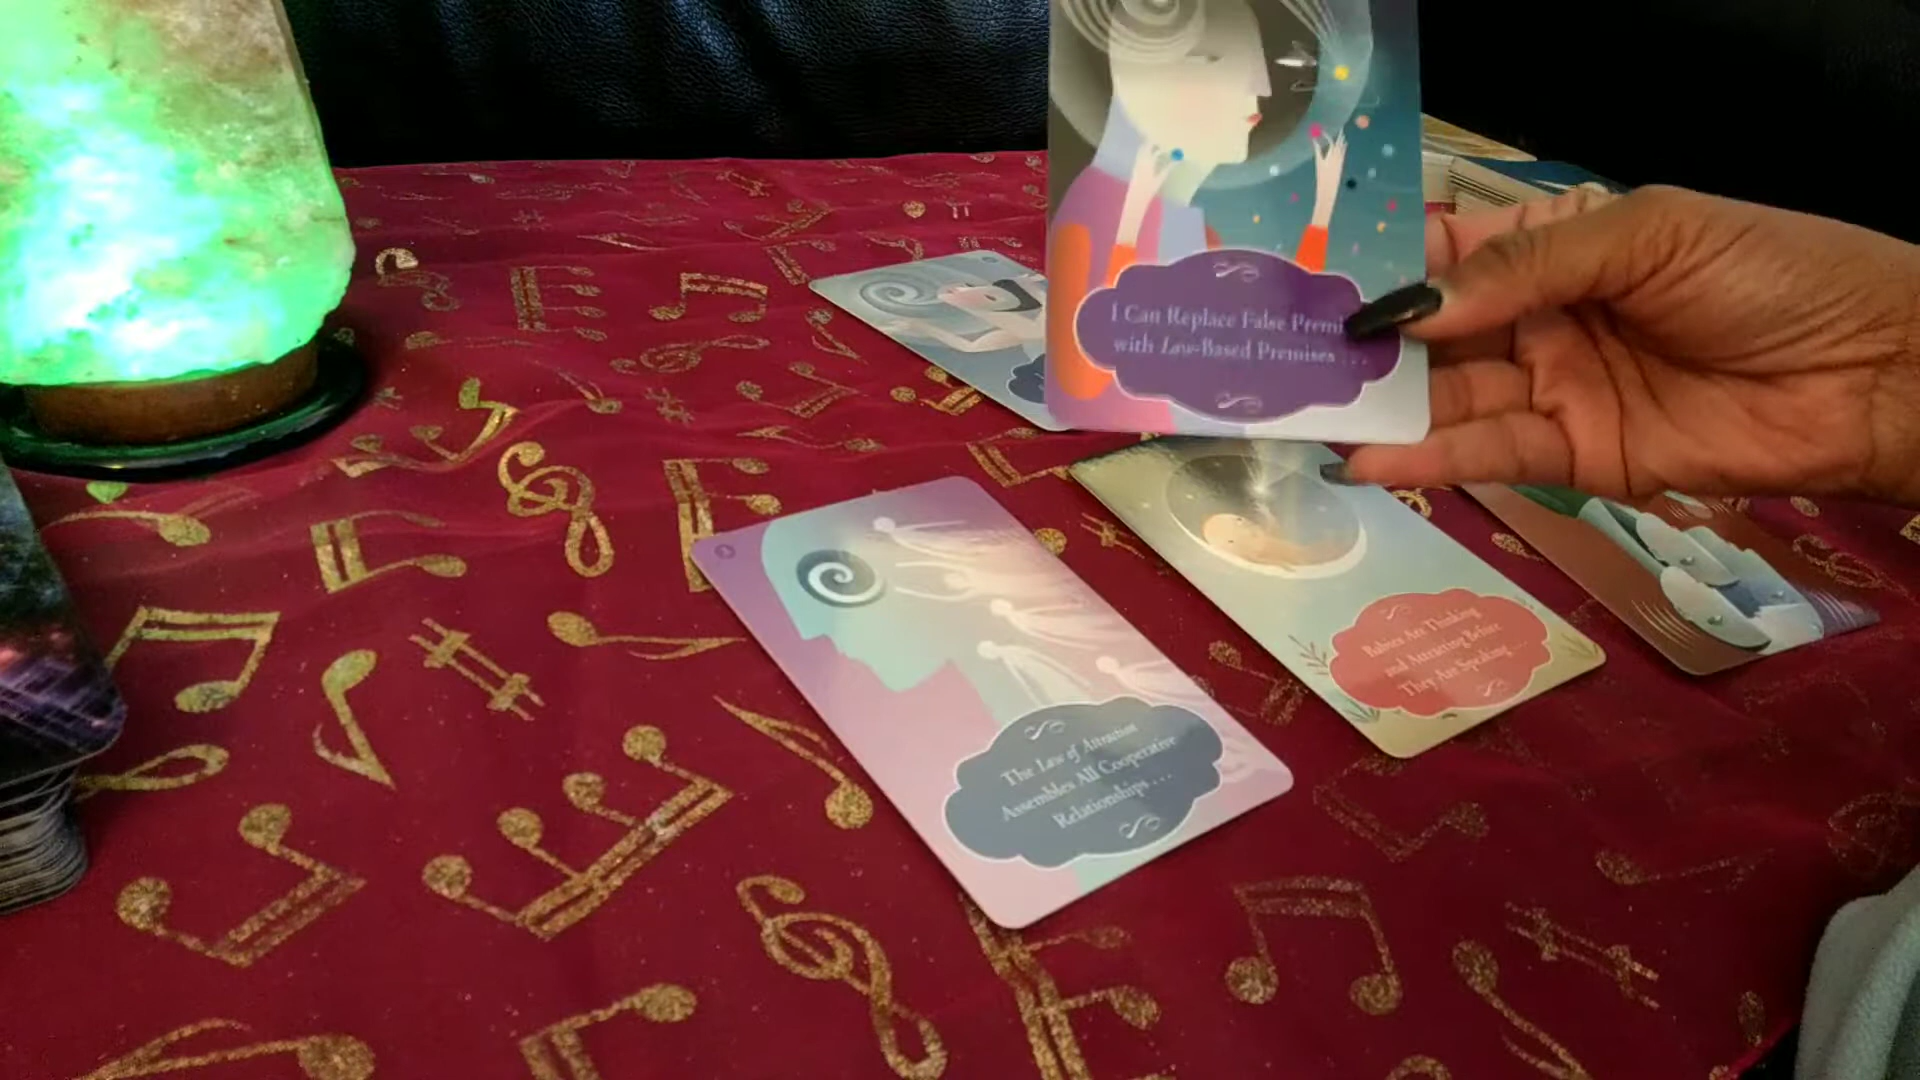 I Can Replace False Premi
with Law-Based Premises . . .
The Law of Attraction
Assembles All Cooperative
Relationships . . .
Babies Are Thinking
and Attracting Before
They Are Speaking . . .